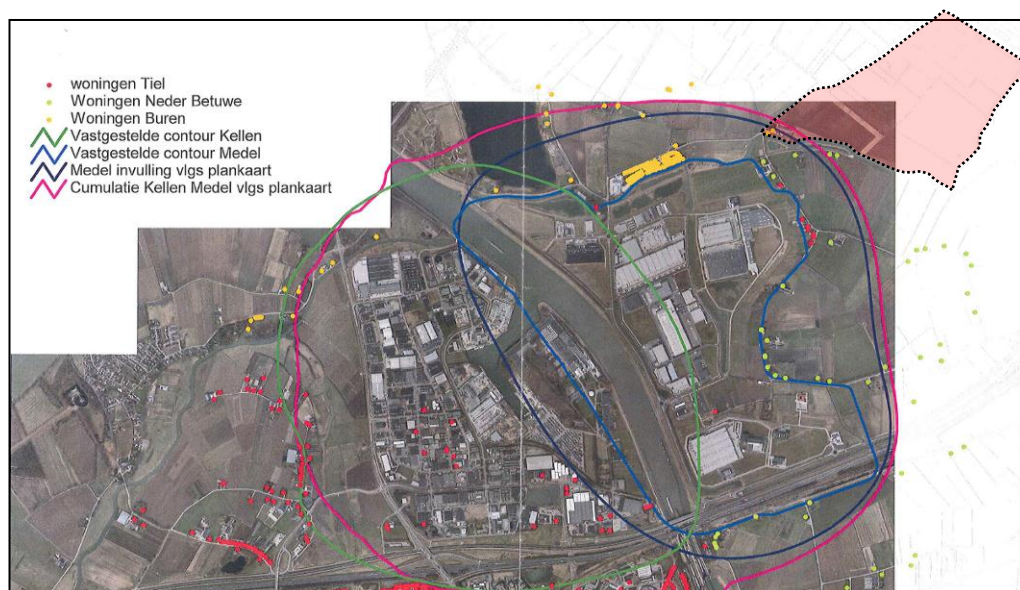 woningen Tiel
Woningen Neder Betuwe
Woningen Buren
Vastgestelde contour Kellen
Vastgestelde contour Medel
Medel invulling vlgs plankaart
Cumulatie Kellen Medel vlgs plankaart